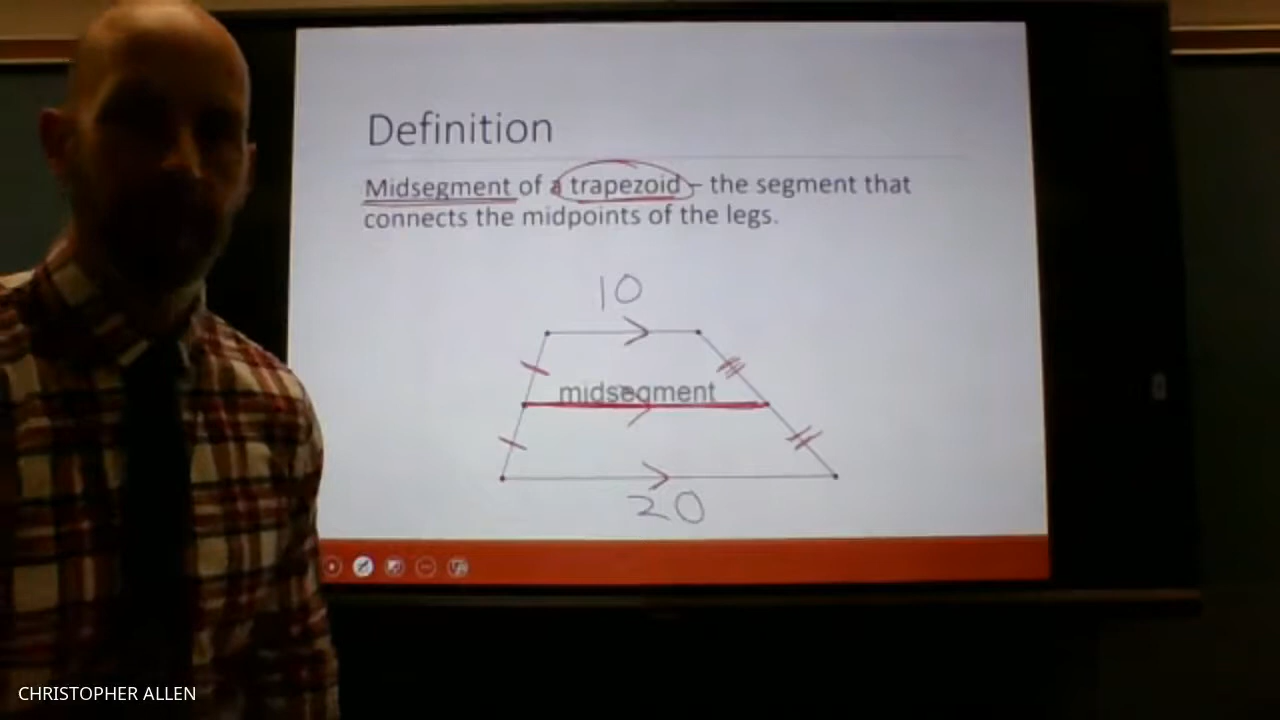 Definition
Midsegment of a trapezoid – the segment that
connects the midpoints of the legs.
10
midsegment
20
CHRISTOPHER ALLEN